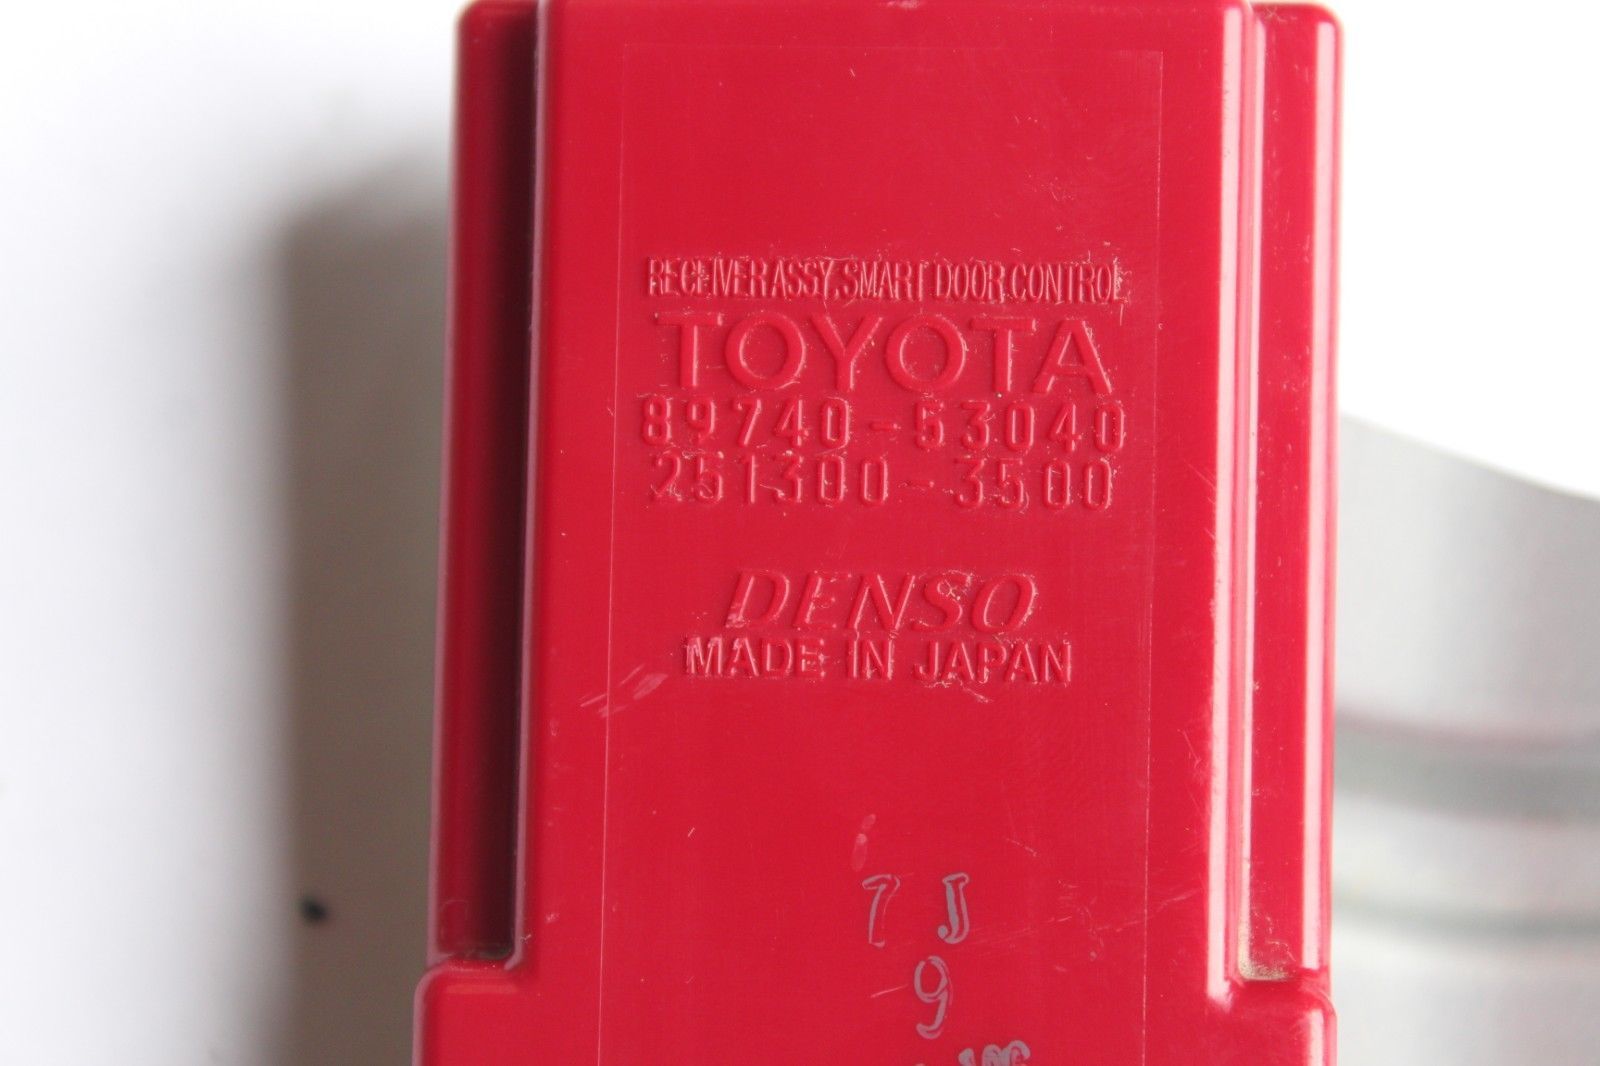 RECEIVER ASSY, SMART DOOR CONTROL
TOYOTA
89740-53040
251300-3500
DENSO
MADE IN JAPAN
7 J
9